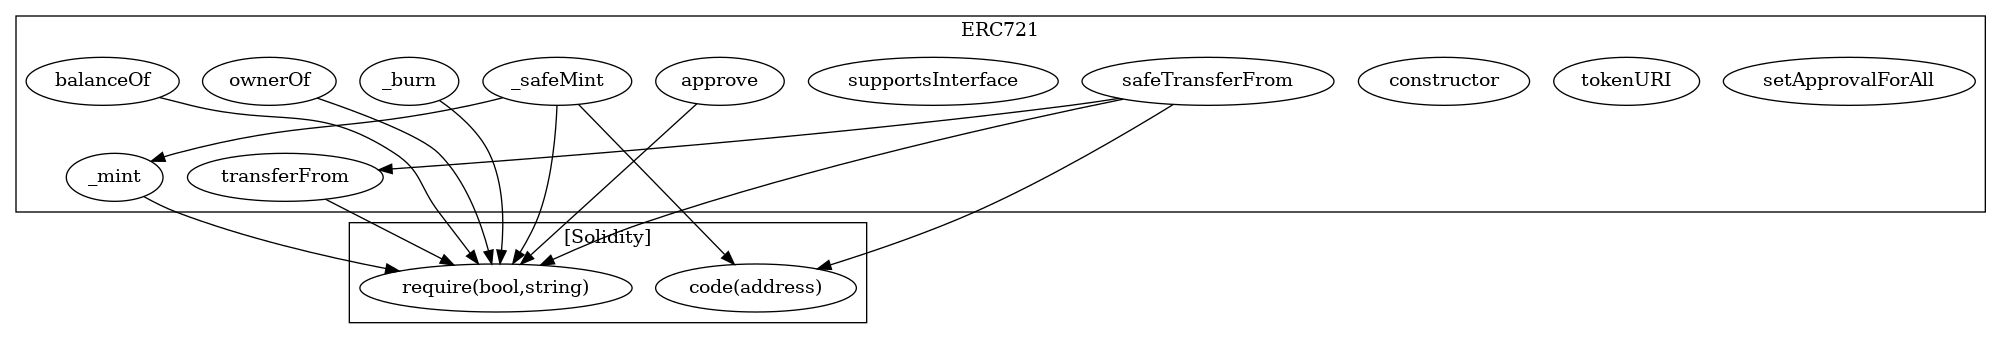 ERC721
balanceOf
ownerOf
_burn
_safeMint
approve
supportsInterface
safeTransferFrom
constructor
tokenURI
setApprovalForAll
_mint
transferFrom
[Solidity]
require(bool,string)
code(address)